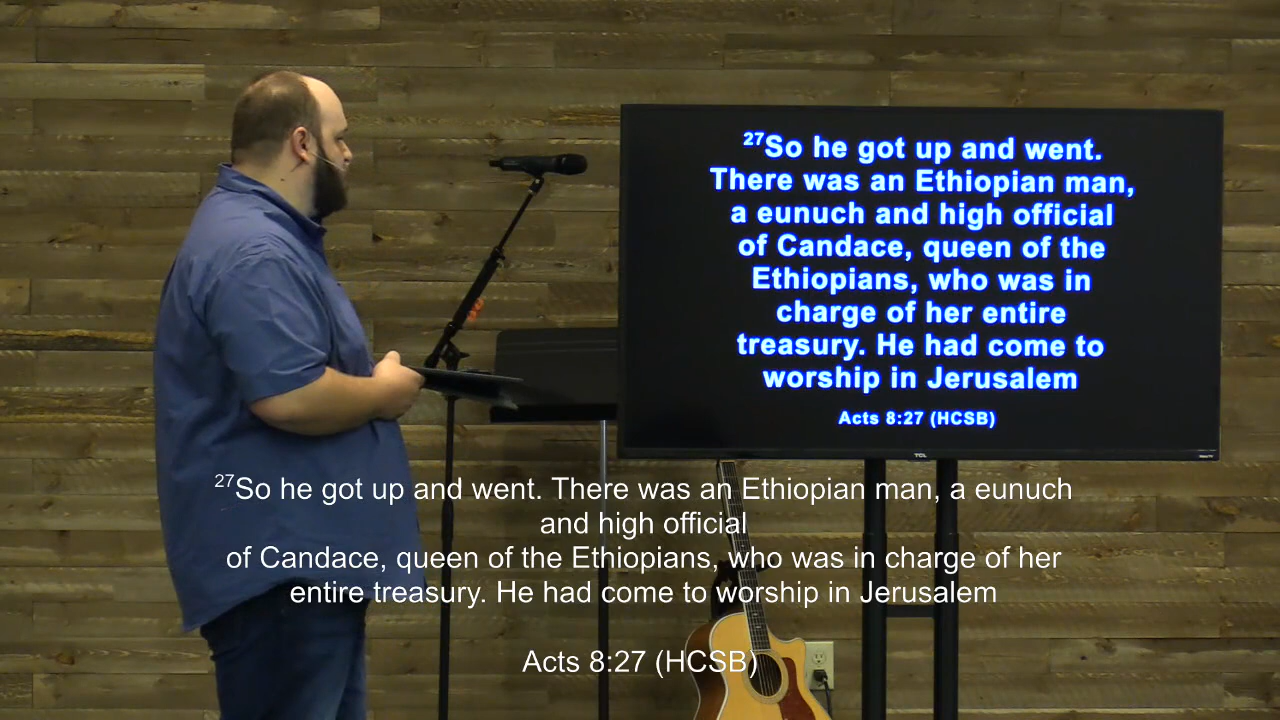 27So he got up and went.
There was an Ethiopian man,
a eunuch and high official
of Candace, queen of the
Ethiopians, who was in
charge of her entire
treasury. He had come to
worship in Jerusalem
Acts 8:27 (HCSB)
TCL
27So he got up and went. There was an Ethiopian man, a eunuch
and high official
of Candace, queen of the Ethiopians, who was in charge of her
entire treasury. He had come to worship in Jerusalem
Acts 8:27 (HCSB)